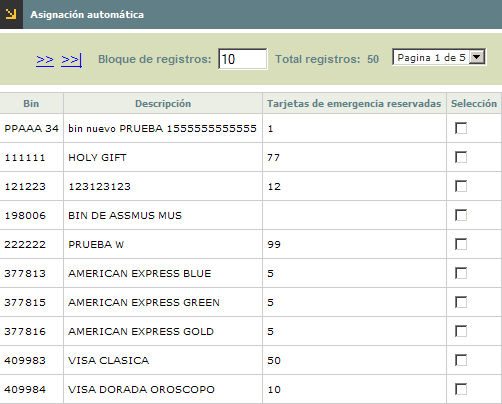 Asignación automática
>> >>| Bloque de registros: 10 Total registros: 50 Pagina 1 de 5
Bin Descripción Tarjetas de emergencia reservadas Selección
PPAAA 34 bin nuevo PRUEBA 1555555555555 1
111111 HOLY GIFT 77
121223 123123123 12
198006 BIN DE ASSMUS MUS
222222 PRUEBA W 99
377813 AMERICAN EXPRESS BLUE 5
377815 AMERICAN EXPRESS GREEN 5
377816 AMERICAN EXPRESS GOLD 5
409983 VISA CLASICA 50
409984 VISA DORADA OROSCOPO 10